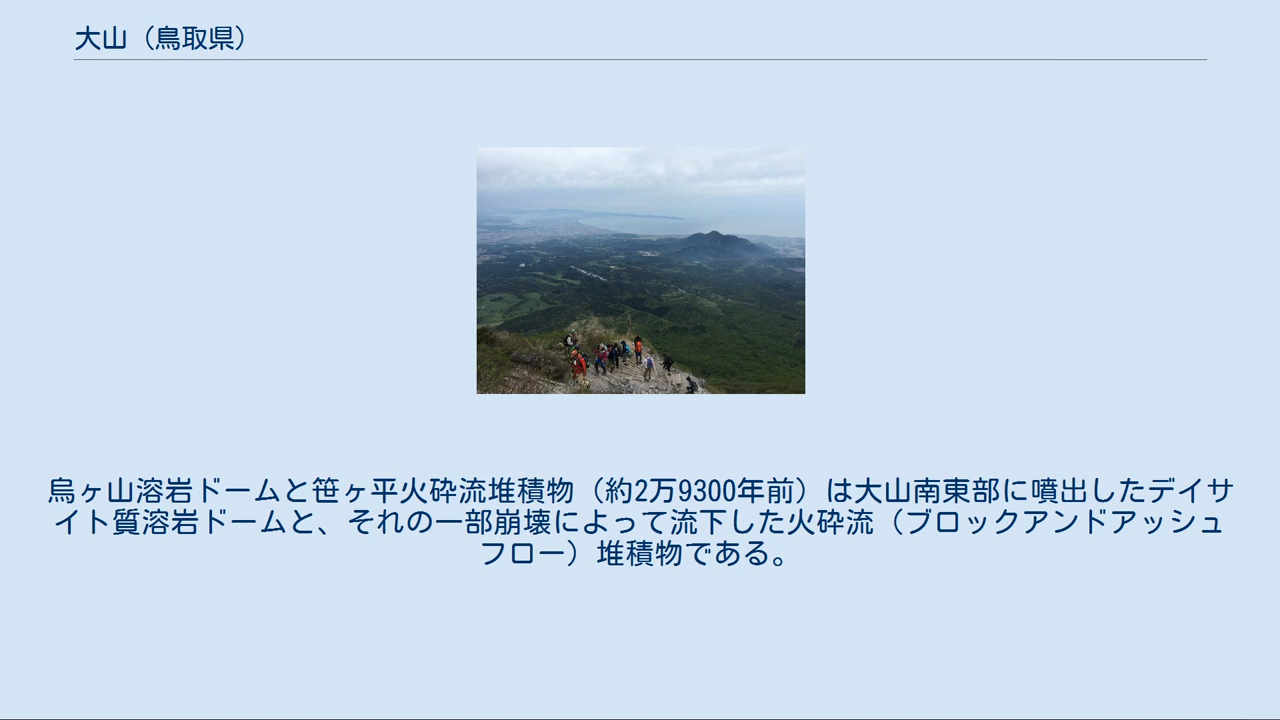 大山（鳥取県）
烏ヶ山溶岩ドームと笹ヶ平火砕流堆積物（約2万9300年前）は大山南東部に噴出したデイサ
イト質溶岩ドームと、それの一部崩壊によって流下した火砕流（ブロックアンドアッシュ
フロー）堆積物である。